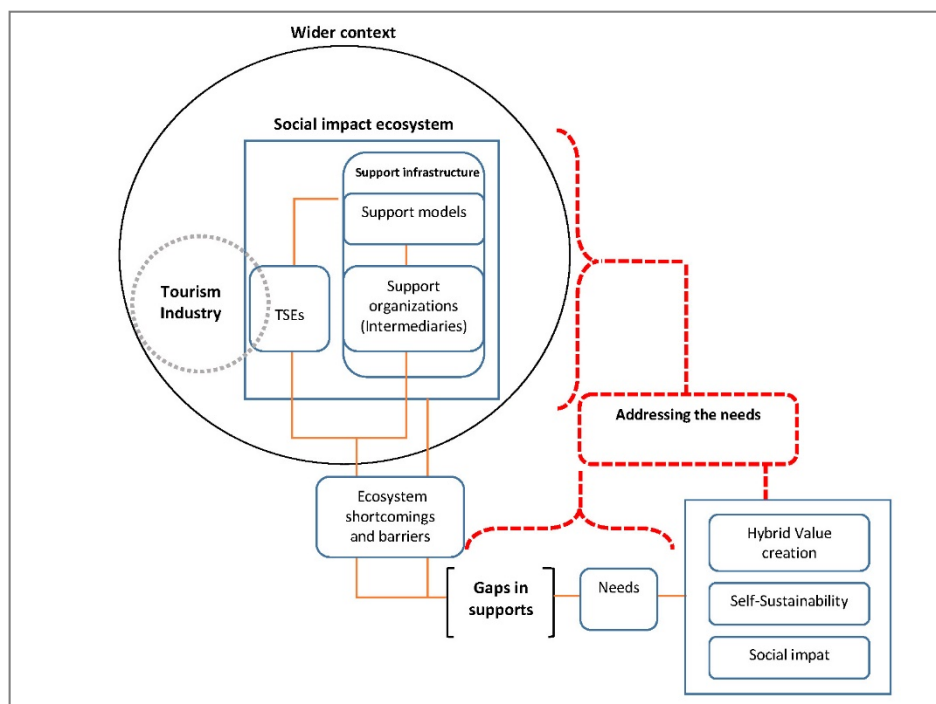 Wider context
Social impact ecosystem
Support infrastructure
Support models
Tourism
Industry
TSEs
Support
organizations
(Intermediaries)
Addressing the needs
Ecosystem
shortcomings
and barriers
Gaps in
supports
Needs
Hybrid Value
creation
Self-Sustainability
Social impat